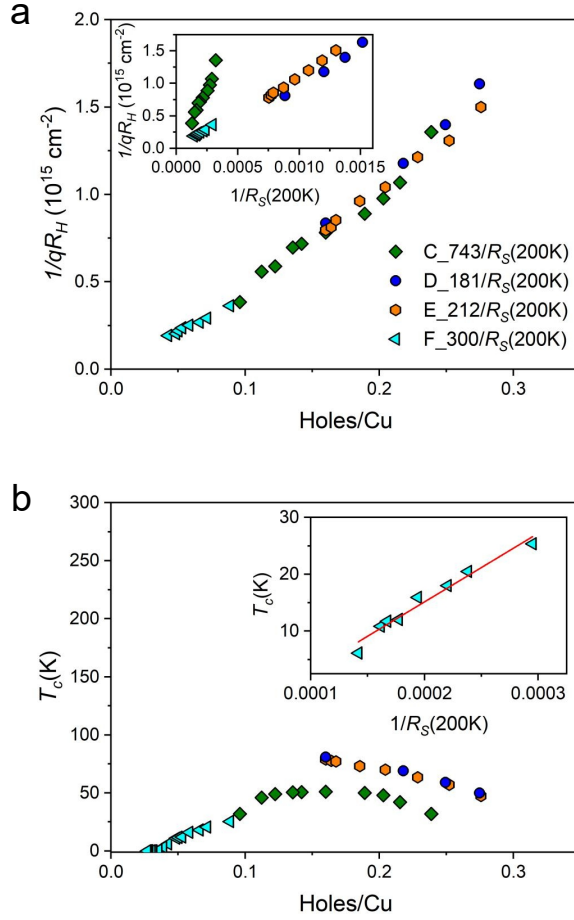 a
2.0
1.5
1.0
0.5
0.0
1/qR_H (10^15 cm^-2)
1.5
1.0
0.5
0.0
1/qR_H (10^15 cm^-2)
0.0000 0.0005 0.0010 0.0015
1/R_S(200K)
C_743/R_S(200K)
D_181/R_S(200K)
E_212/R_S(200K)
F_300/R_S(200K)
0.0 0.1 0.2 0.3
Holes/Cu
b
300
250
200
150
100
50
0
T_c(K)
30
20
10
T_c(K)
0.0001 0.0002 0.0003
1/R_S(200K)
0.0 0.1 0.2 0.3
Holes/Cu